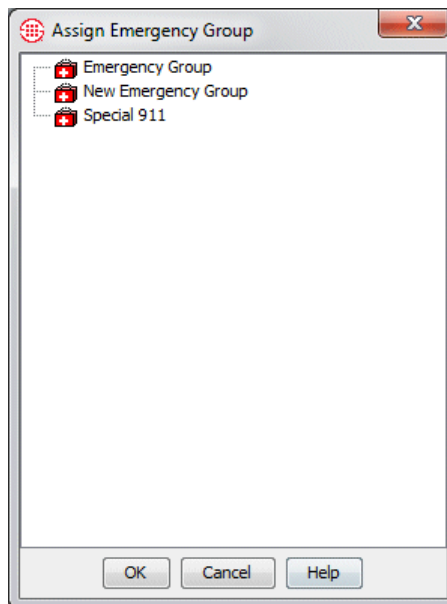 Assign Emergency Group
Emergency Group
New Emergency Group
Special 911
OK Cancel Help